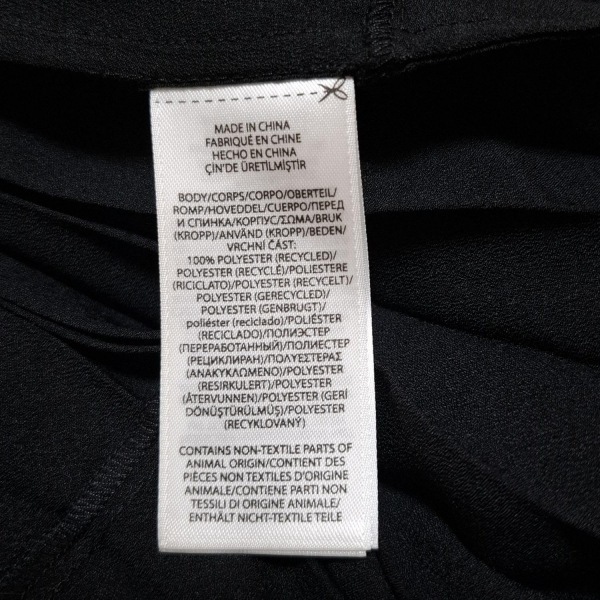 MADE IN CHINA
FABRIQUÉ EN CHINE
HECHO EN CHINA
ÇİN'DE ÜRETİLMİŞTİR
BODY/CORPS/CORPO/OBERTEIL/
ROMP/HOVEDDEL/CUERPO/ПЕРЕД
И СПИНКА/КОРПУС/ΣΩΜΑ/BRUK
(KROPP)/ANVÄND (KROPP)/BEDEN/
VRCHNÍ ČÁST:
100% POLYESTER (RECYCLED)/
POLYESTER (RECYCLÉ)/POLIESTERE
(RICICLATO)/POLYESTER (RECYCELT)/
POLYESTER (GERECYCLED)/
POLYESTER (GENBRUGT)/
poliéster (reciclado)/POLIÉSTER
(RECICLADO)/ПОЛИЭСТЕР
(ПЕРЕРАБОТАННЫЙ)/ПОЛИЕСТЕР
(РЕЦИКЛИРАН)/ΠΟΛΥΕΣΤΕΡΑΣ
(ΑΝΑΚΥΚΛΩΜΕΝΟ)/POLYESTER
(RESIRKULERT)/POLYESTER
(ÅTERVUNNEN)/POLYESTER (GERİ
DÖNÜŞTÜRÜLMÜŞ)/POLYESTER
(RECYKLOVANÝ)
CONTAINS NON-TEXTILE PARTS OF
ANIMAL ORIGIN/CONTIENT DES
PIÈCES NON TEXTILES D'ORIGINE
ANIMALE/CONTIENE PARTI NON
TESSILI DI ORIGINE ANIMALE/
ENTHÄLT NICHT-TEXTILE TEILE